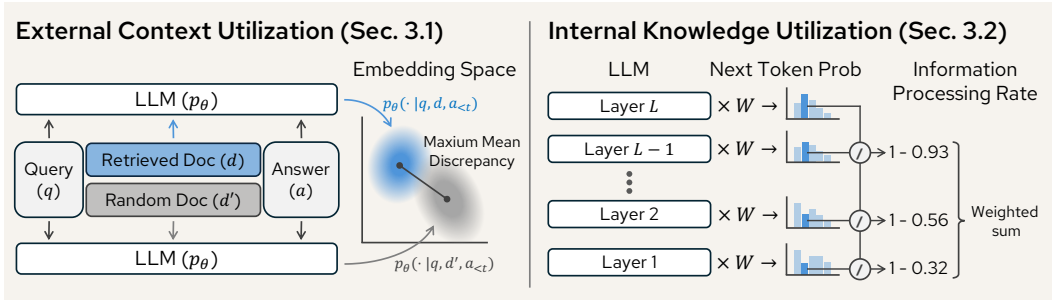 External Context Utilization (Sec. 3.1)
Embedding Space
LLM (pθ)
pθ(· |q, d, a<t)
Maxium Mean
Discrepancy
Query
(q)
Retrieved Doc (d)
Random Doc (d′)
Answer
(a)
LLM (pθ)
pθ(· |q, d′, a<t)
Internal Knowledge Utilization (Sec. 3.2)
LLM
Next Token Prob
Information
Processing Rate
Layer L
× W →
Layer L − 1
× W →
/
1 - 0.93
Layer 2
× W →
/
1 - 0.56
Layer 1
× W →
/
1 - 0.32
Weighted
sum